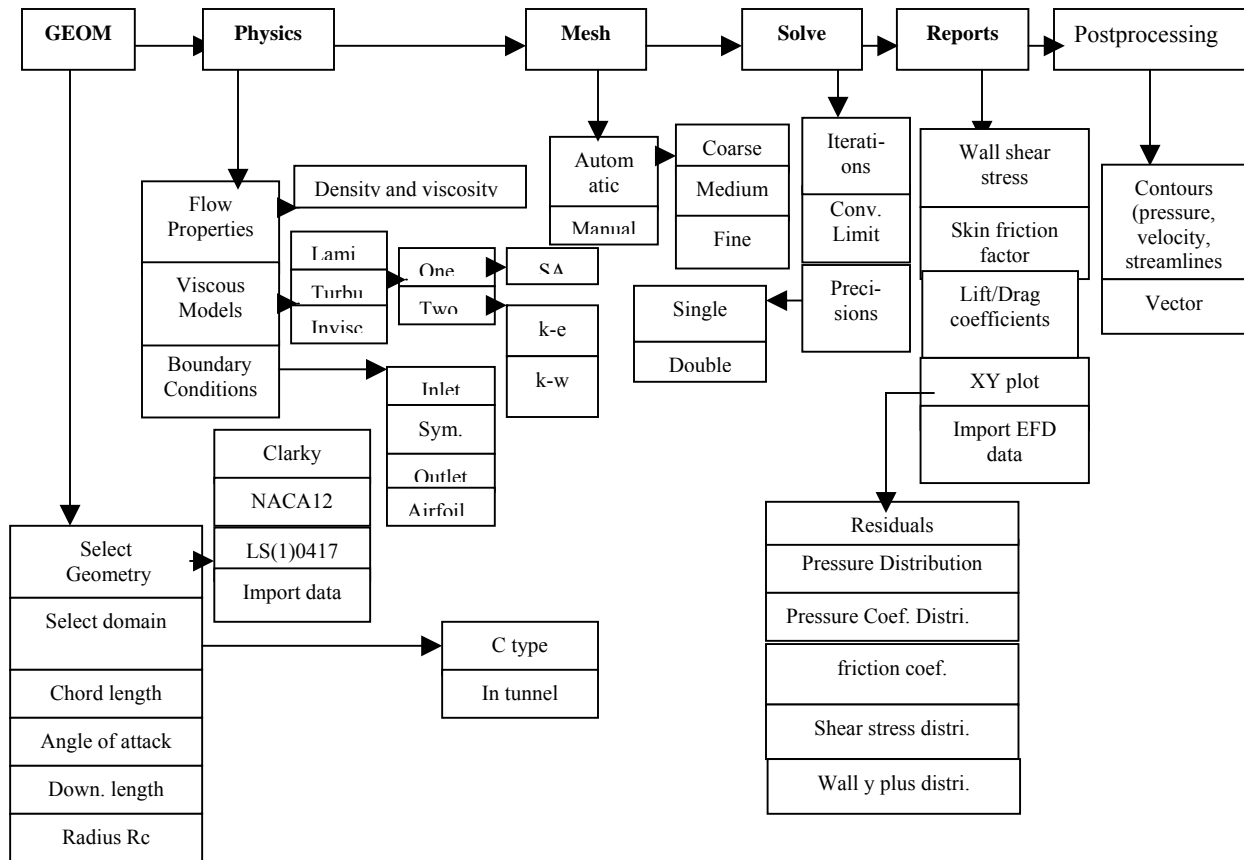 GEOM
Physics
Mesh
Solve
Reports
Postprocessing
Density and viscosity
Flow
Properties
Viscous
Models
Boundary
Conditions
Lami
Turbu
Invisc
One
Two
SA
k-e
k-w
Inlet
Sym.
Outlet
Airfoil
Autom
atic
Manual
Coarse
Medium
Fine
Iterati-
ons
Conv.
Limit
Preci-
sions
Single
Double
Wall shear
stress
Skin friction
factor
Lift/Drag
coefficients
XY plot
Import EFD
data
Contours
(pressure,
velocity,
streamlines
Vector
Clarky
NACA12
LS(1)0417
Import data
Select
Geometry
Select domain
Chord length
Angle of attack
Down. length
Radius Rc
C type
In tunnel
Residuals
Pressure Distribution
Pressure Coef. Distri.
friction coef.
Shear stress distri.
Wall y plus distri.